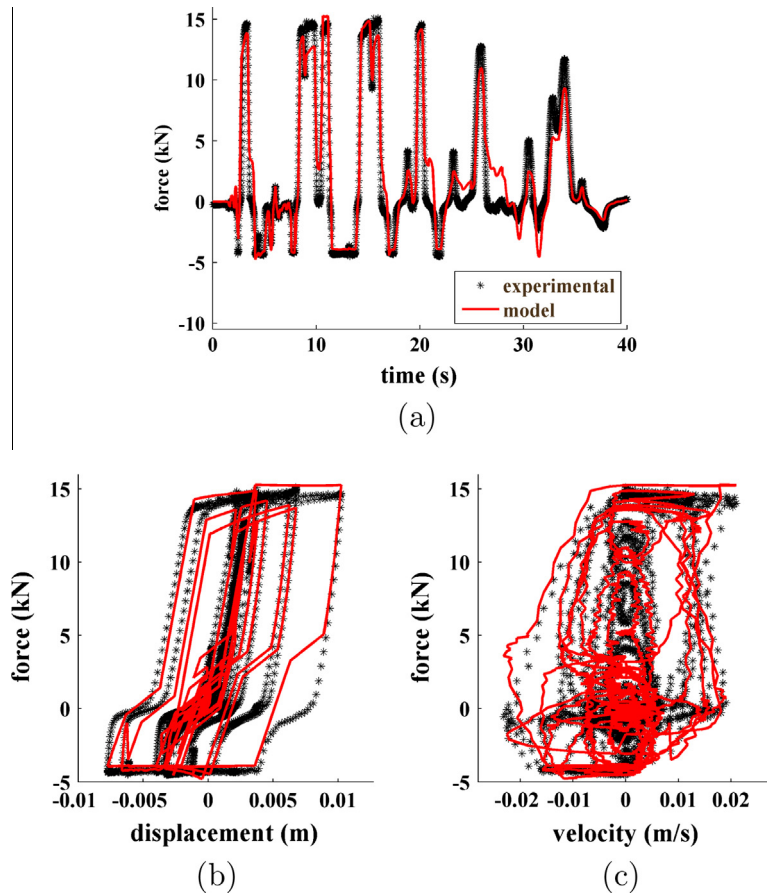 15
10
5
0
-5
-10
force (kN)
experimental
model
0 10 20 30 40
time (s)
(a)
15
10
5
0
-5
force (kN)
-0.01 -0.005 0 0.005 0.01
displacement (m)
(b)
15
10
5
0
-5
force (kN)
-0.02 -0.01 0 0.01 0.02
velocity (m/s)
(c)